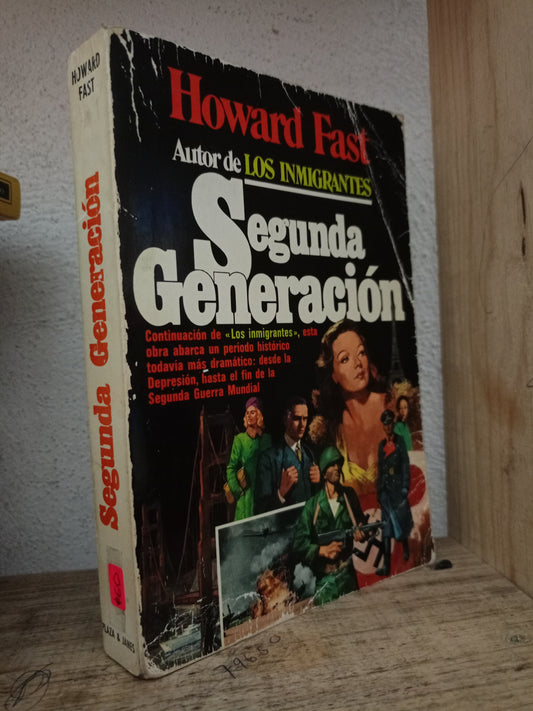 HOWARD
FAST
Segunda Generación
PLAZA & JANES
Howard Fast
Autor de LOS INMIGRANTES
Segunda
Generación
Continuación de «Los inmigrantes», esta
obra abarca un periodo histórico
todavía más dramático: desde la
Depresión, hasta el fin de la
Segunda Guerra Mundial